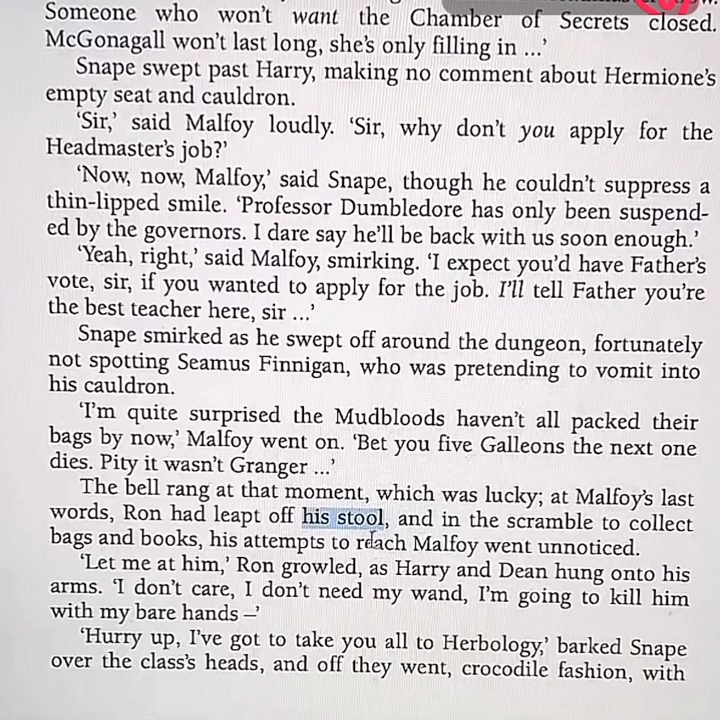 Someone who won't want the Chamber of Secrets closed.
McGonagall won't last long, she's only filling in ...'
Snape swept past Harry, making no comment about Hermione's
empty seat and cauldron.
'Sir,' said Malfoy loudly. 'Sir, why don't you apply for the
Headmaster's job?'
'Now, now, Malfoy,' said Snape, though he couldn't suppress a
thin-lipped smile. 'Professor Dumbledore has only been suspend-
ed by the governors. I dare say he'll be back with us soon enough.'
'Yeah, right,' said Malfoy, smirking. 'I expect you'd have Father's
vote, sir, if you wanted to apply for the job. I'll tell Father you're
the best teacher here, sir ...'
Snape smirked as he swept off around the dungeon, fortunately
not spotting Seamus Finnigan, who was pretending to vomit into
his cauldron.
'I'm quite surprised the Mudbloods haven't all packed their
bags by now,' Malfoy went on. 'Bet you five Galleons the next one
dies. Pity it wasn't Granger ...'
The bell rang at that moment, which was lucky; at Malfoy's last
words, Ron had leapt off his stool, and in the scramble to collect
bags and books, his attempts to reach Malfoy went unnoticed.
'Let me at him,' Ron growled, as Harry and Dean hung onto his
arms. 'I don't care, I don't need my wand, I'm going to kill him
with my bare hands –'
'Hurry up, I've got to take you all to Herbology,' barked Snape
over the class's heads, and off they went, crocodile fashion, with